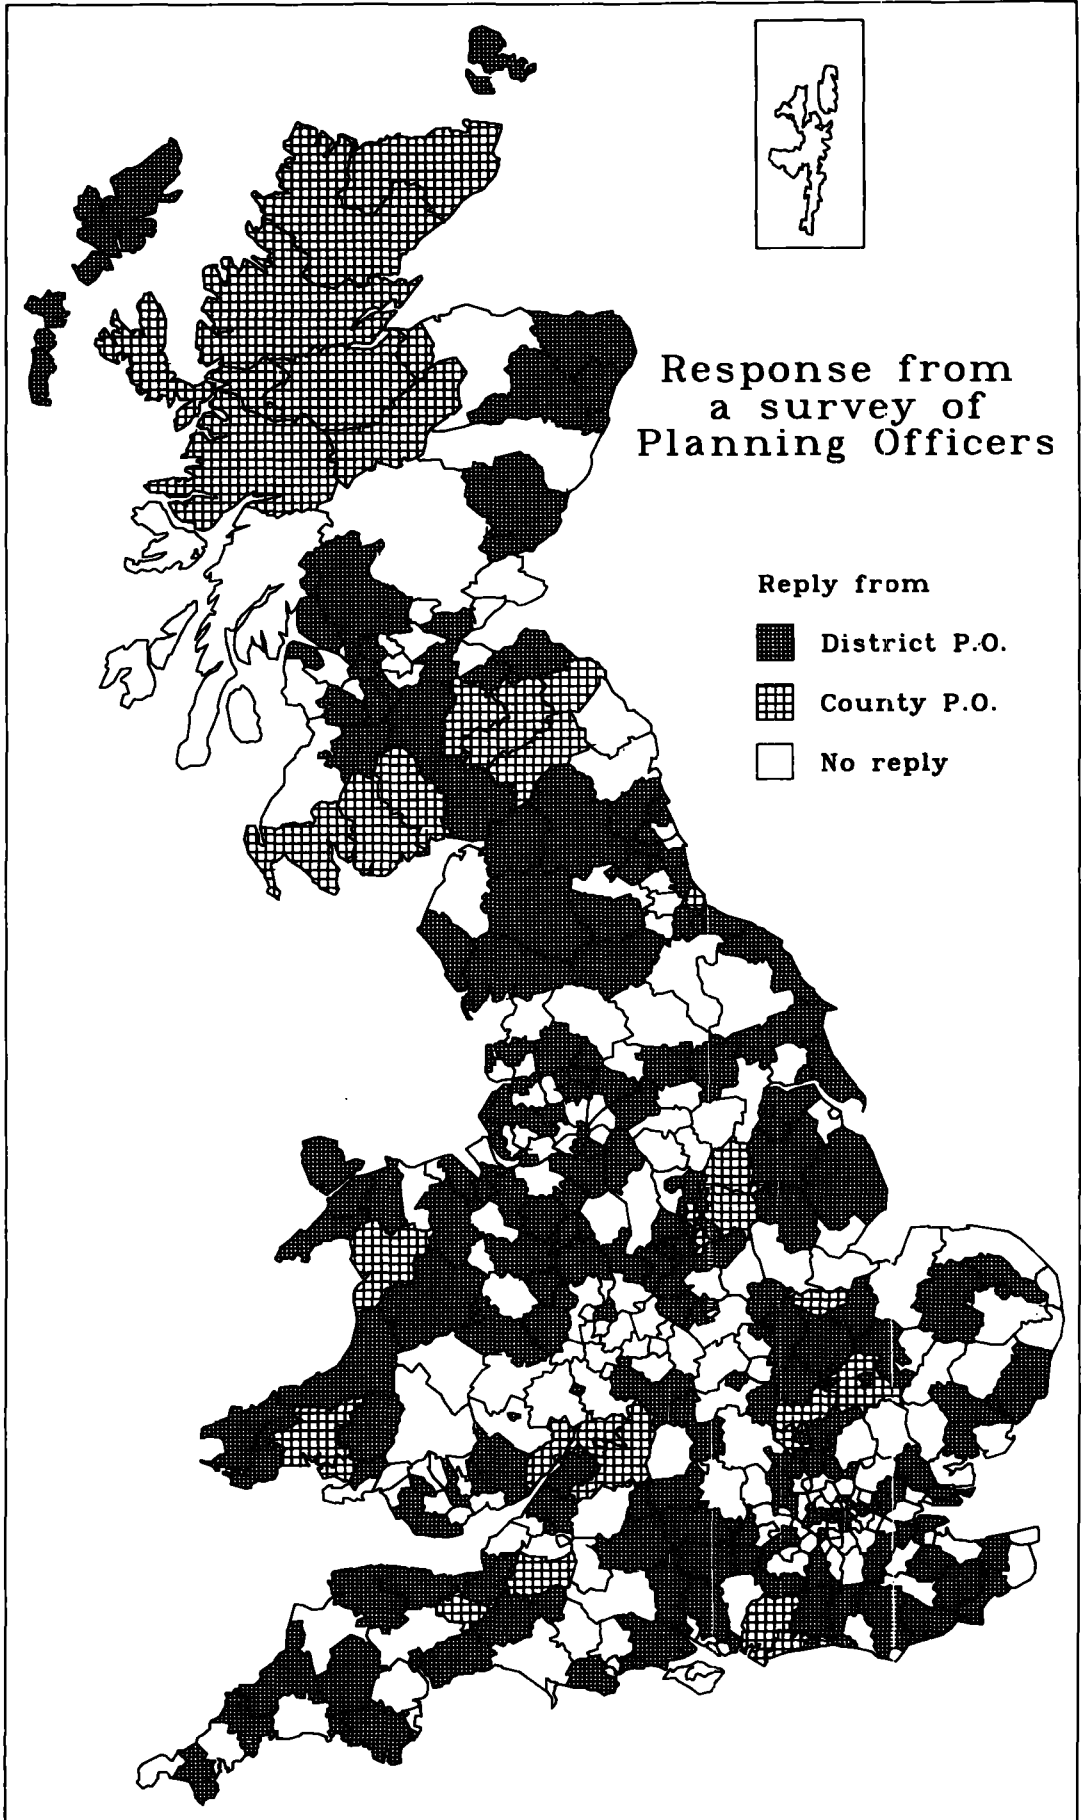 Response from
a survey of
Planning Officers
Reply from
District P.O.
County P.O.
No reply